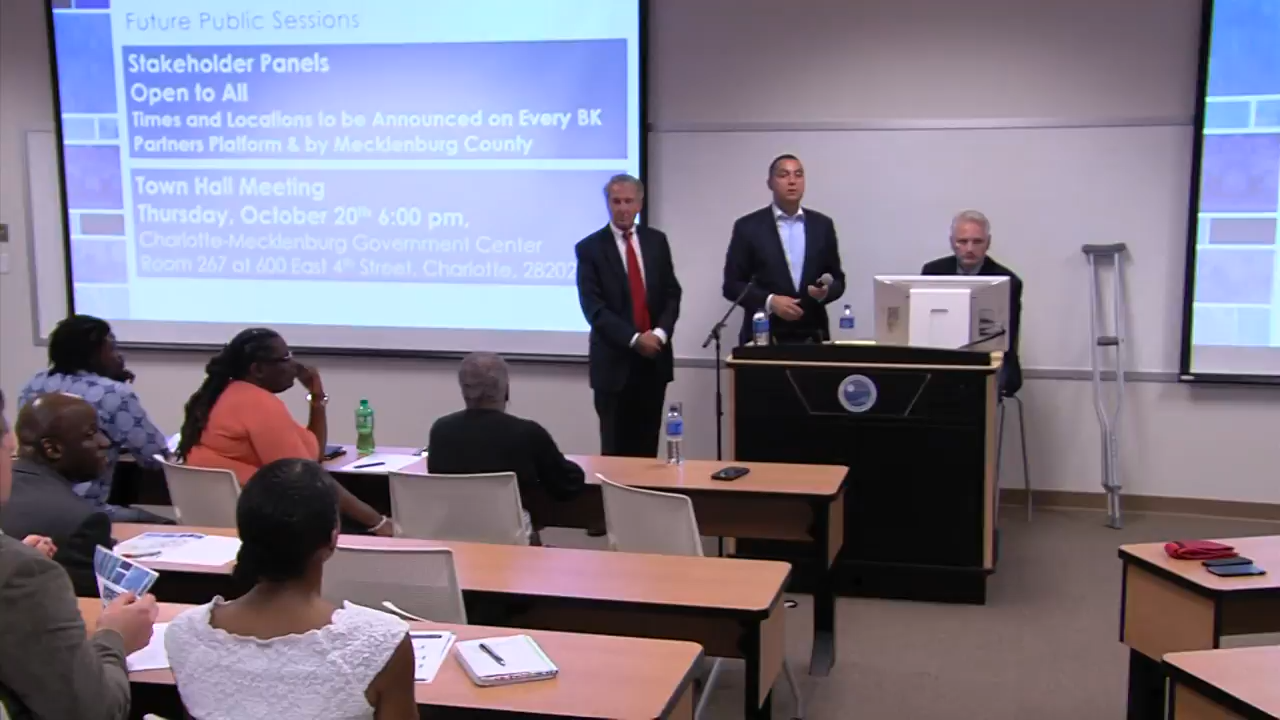 Future Public Sessions
Stakeholder Panels
Open to All
Times and Locations to be Announced on Every BK
Partners Platform & by Mecklenburg County
Town Hall Meeting
Thursday, October 20th 6:00 pm,
Charlotte-Mecklenburg Government Center
Room 267 at 600 East 4th Street, Charlotte, 28202